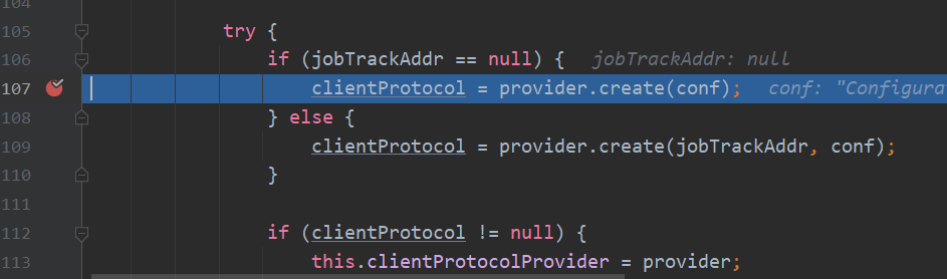 104
105 try {
106 if (jobTrackAddr == null) { jobTrackAddr: null
107 clientProtocol = provider.create(conf); conf: "Configura
108 } else {
109 clientProtocol = provider.create(jobTrackAddr, conf);
110 }
111
112 if (clientProtocol != null) {
113 this.clientProtocolProvider = provider;